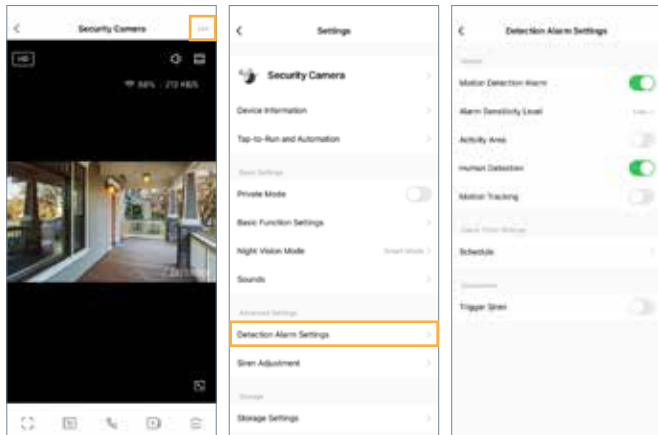 Security Camera
HD
88%
Settings
Security Camera
Device Information
Tap-to-Run and Automation
Basic Settings
Private Mode
Basic Function Settings
Night Vision Mode
Smart Mode
Sounds
Advanced Settings
Detection Alarm Settings
Siren Adjustment
Storage
Storage Settings
Detection Alarm Settings
Motion Detection Alarm
Alarm Sensitivity Level
Activity Area
Human Detection
Motion Tracking
Schedule
Trigger Siren